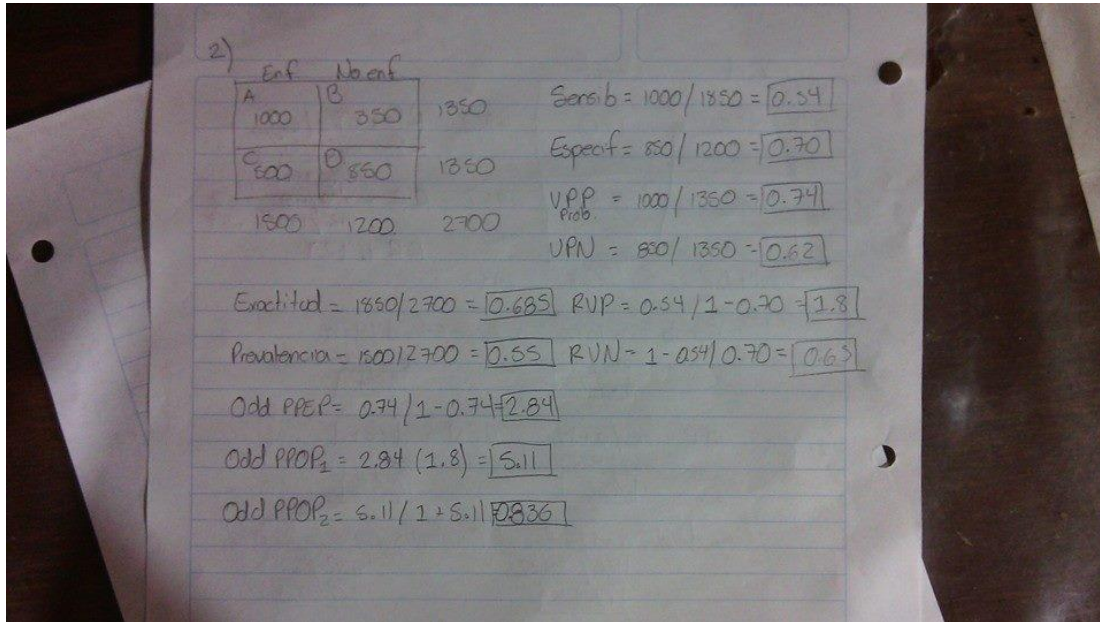 2)
Enf No enf
A 1000 B 350 1350
C 500 D 850 1350
1500 1200 2700
Sensib = 1000 / 1850 = 0.54
Especif = 850 / 1200 = 0.70
VPP = 1000 / 1350 = 0.74
Prob.
VPN = 850 / 1350 = 0.62
Exactitud = 1850/2700 = 0.685 RVP = 0.54 / 1-0.70 = 1.8
Prevalencia = 1500/2700 = 0.55 RVN = 1-0.54/0.70 = 0.65
Odd PPEP = 0.74 / 1-0.74 = 2.84
Odd PPOP1 = 2.84 (1.8) = 5.11
Odd PPOP2 = 5.11 / 1+5.11 = 0.836